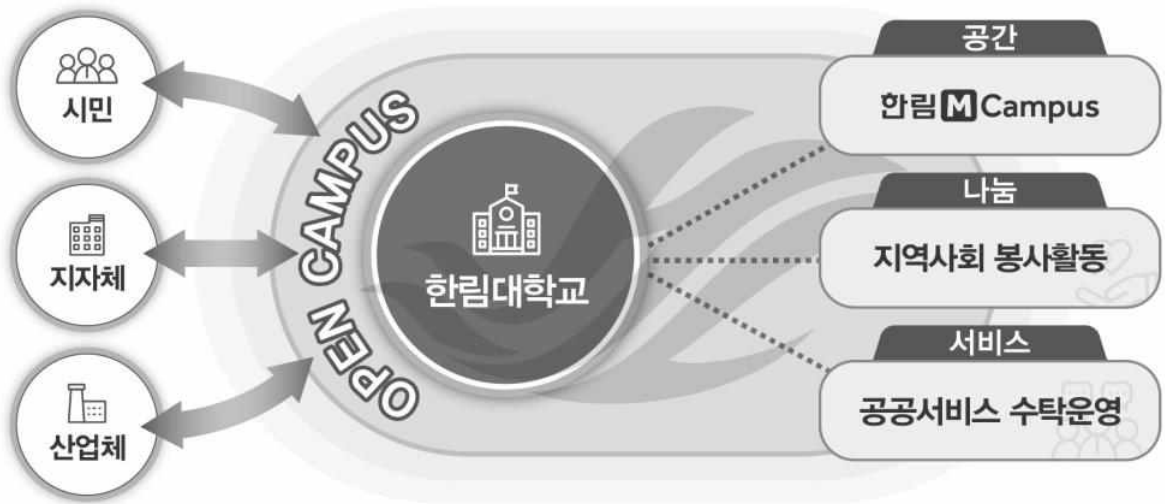 시민
지자체
산업체
OPEN CAMPUS
한림대학교
공간
한림 M Campus
나눔
지역사회 봉사활동
서비스
공공서비스 수탁운영